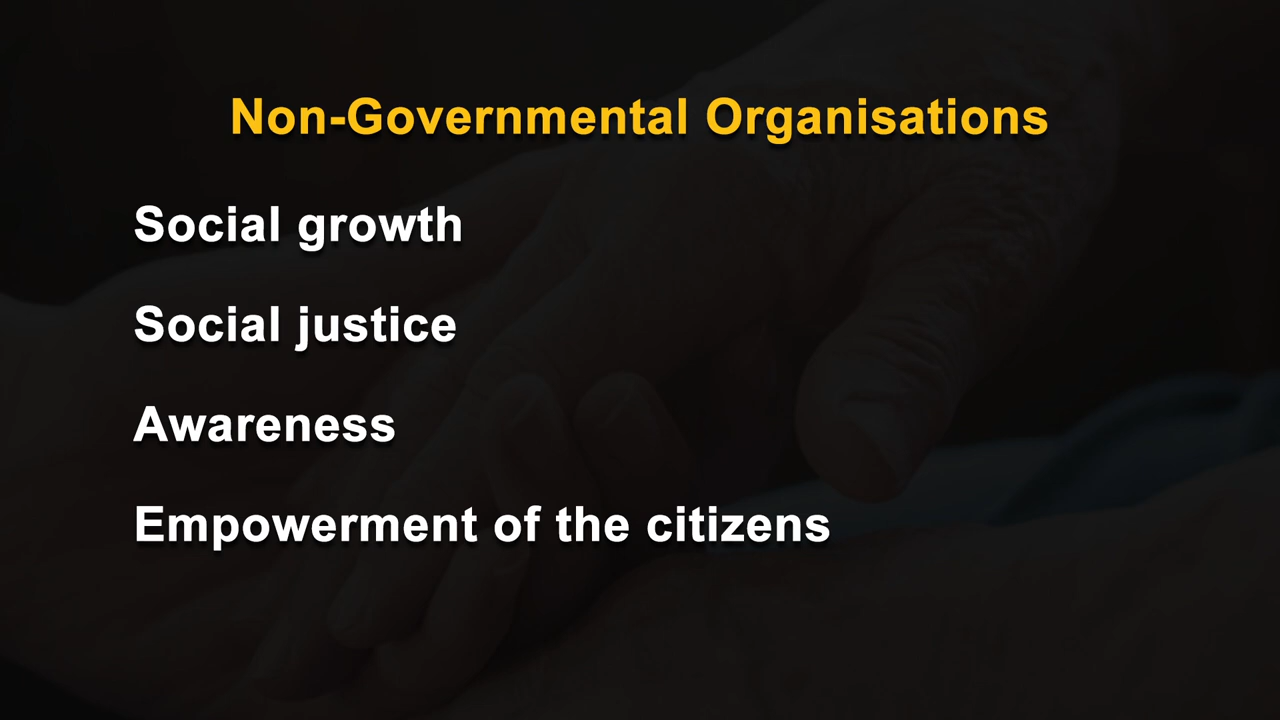 Non-Governmental Organisations
Social growth
Social justice
Awareness
Empowerment of the citizens